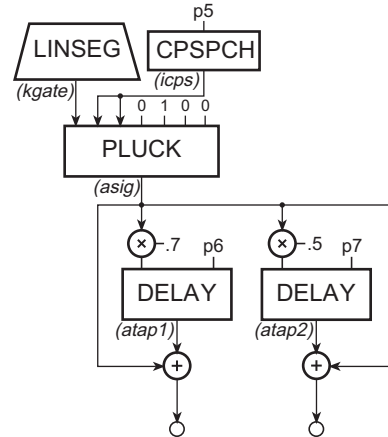 p5
LINSEG
CPSPCH
(kgate)
(icps)
0 1 0 0
PLUCK
(asig)
× .7 p6
× .5 p7
DELAY
DELAY
(atap1)
(atap2)
+
+